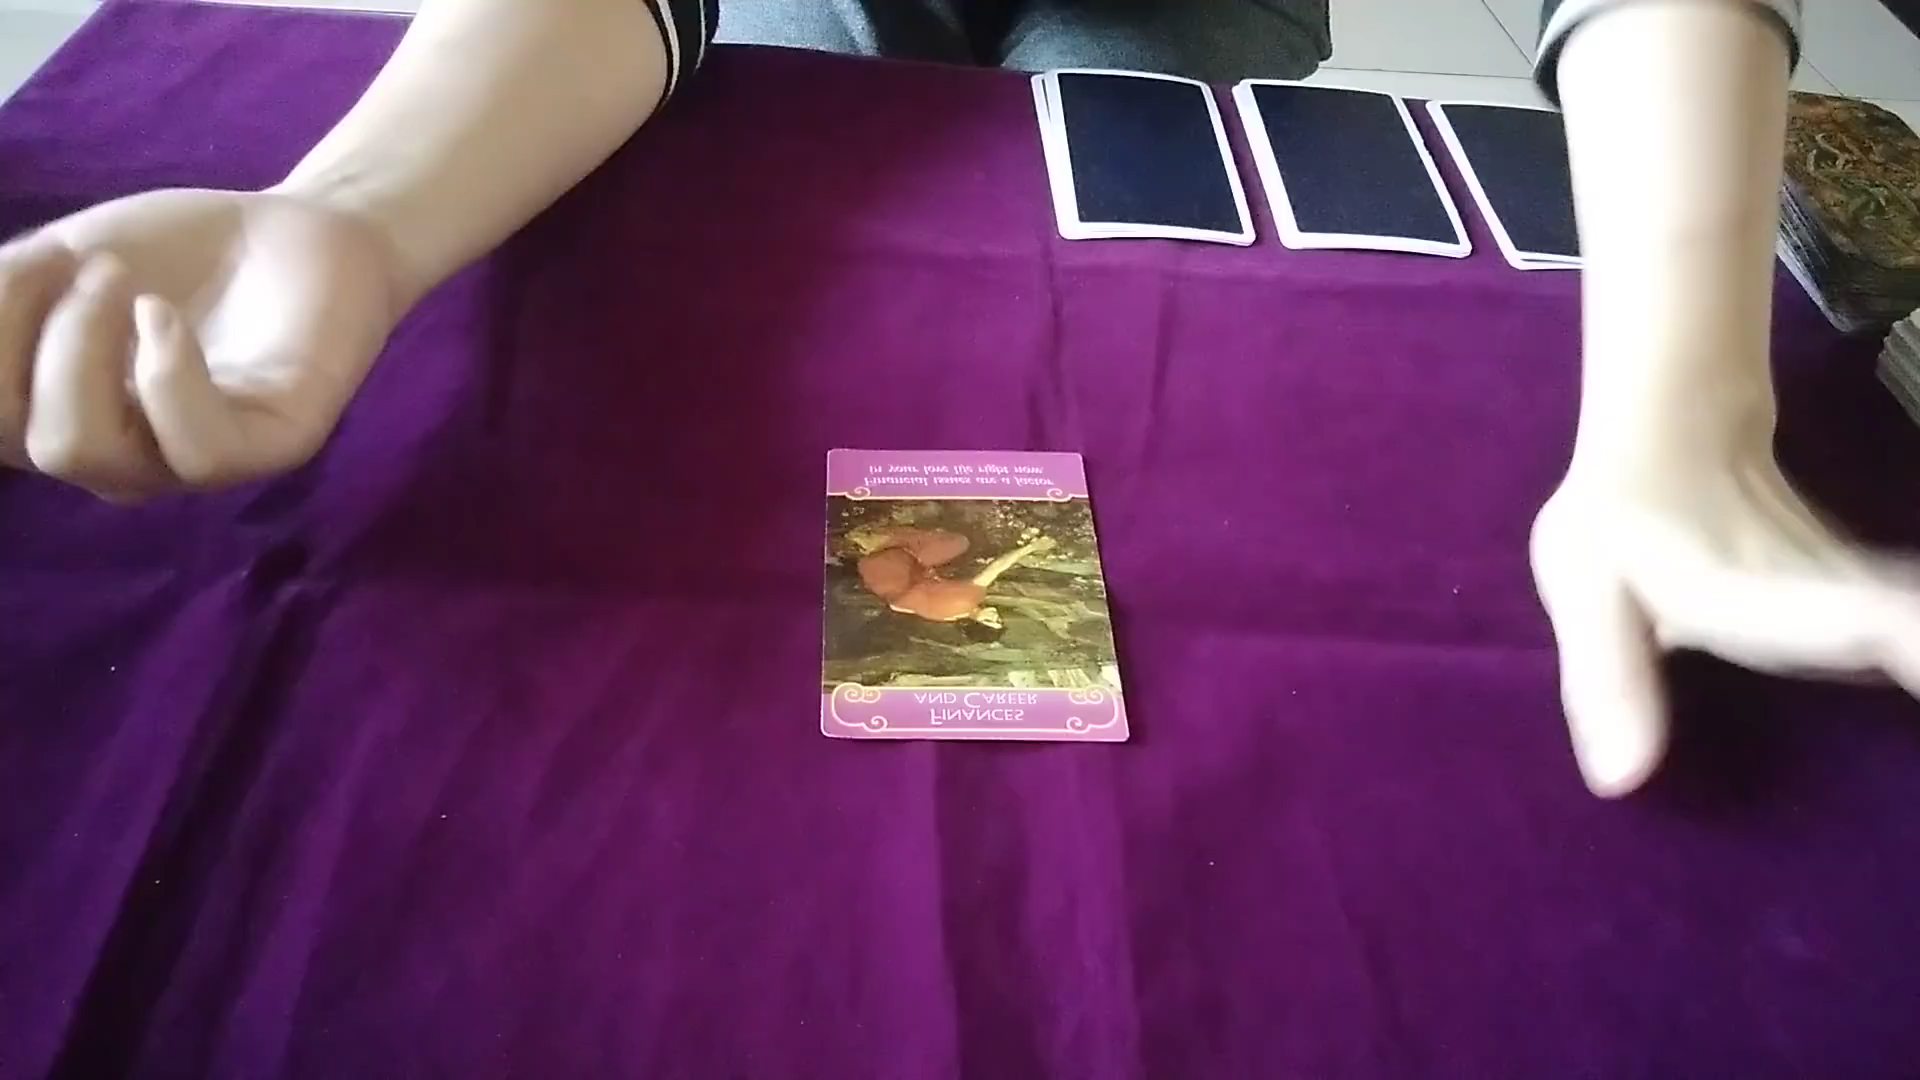 FINANCES
AND CAREER
Financial issues are a factor
in your love life right now.